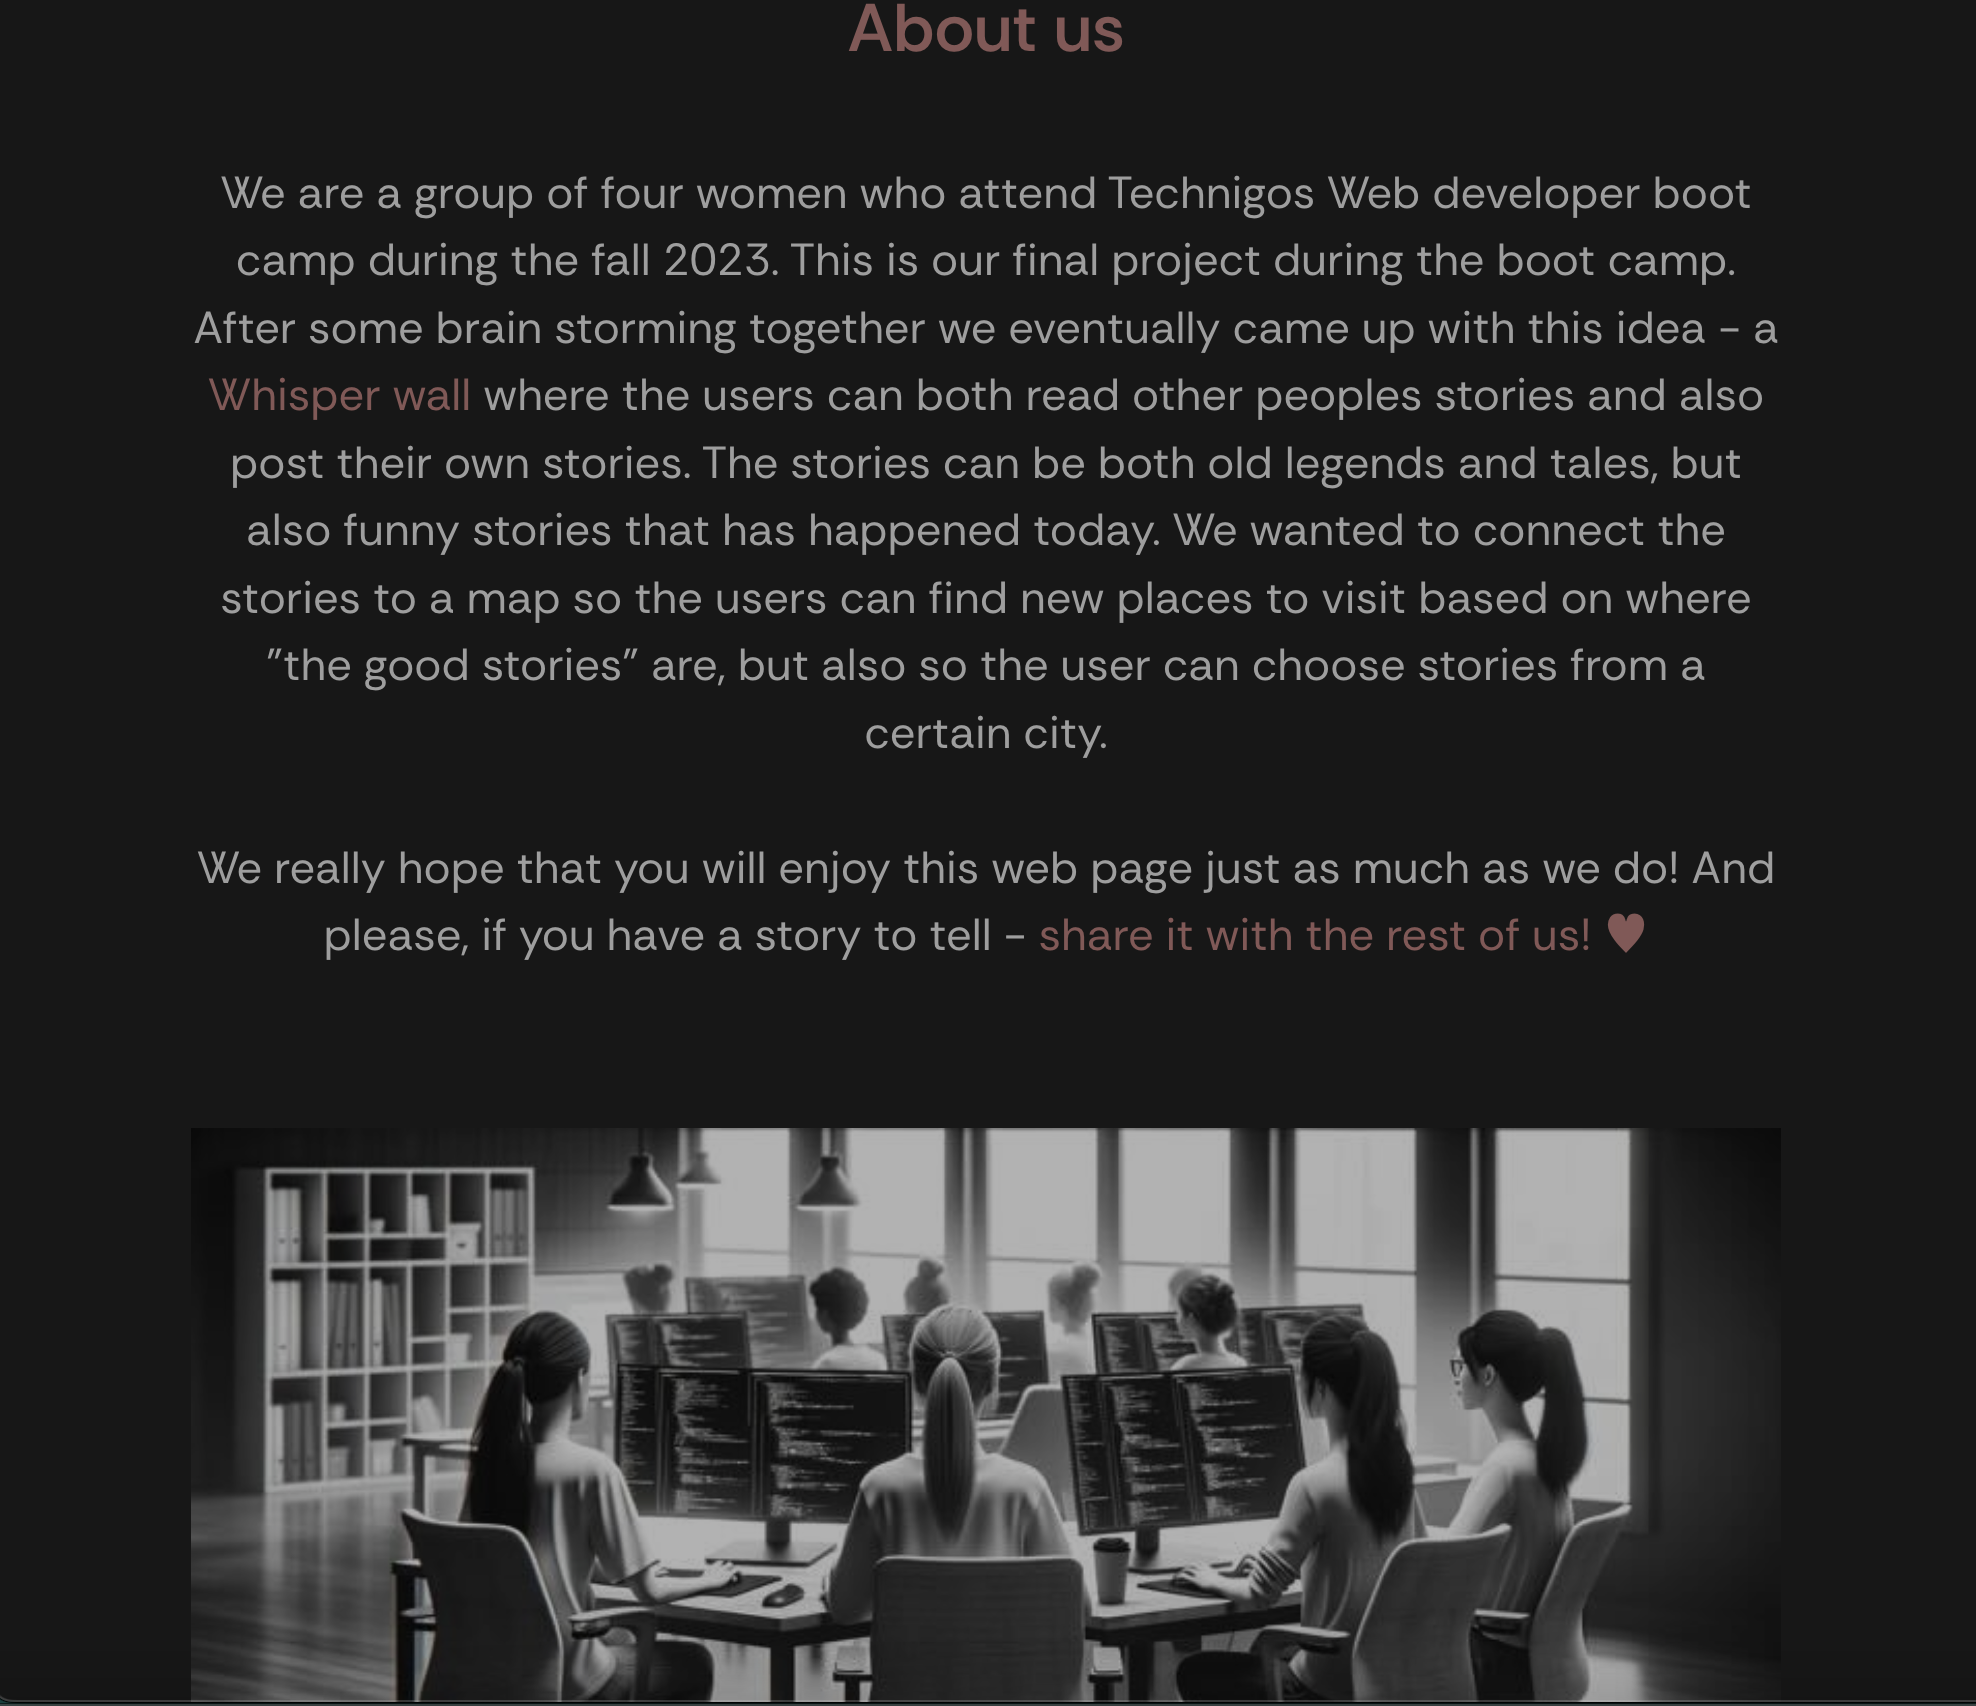 About us
We are a group of four women who attend Technigos Web developer boot
camp during the fall 2023. This is our final project during the boot camp.
After some brain storming together we eventually came up with this idea - a
Whisper wall where the users can both read other peoples stories and also
post their own stories. The stories can be both old legends and tales, but
also funny stories that has happened today. We wanted to connect the
stories to a map so the users can find new places to visit based on where
"the good stories" are, but also so the user can choose stories from a
certain city.
We really hope that you will enjoy this web page just as much as we do! And
please, if you have a story to tell - share it with the rest of us! ♥